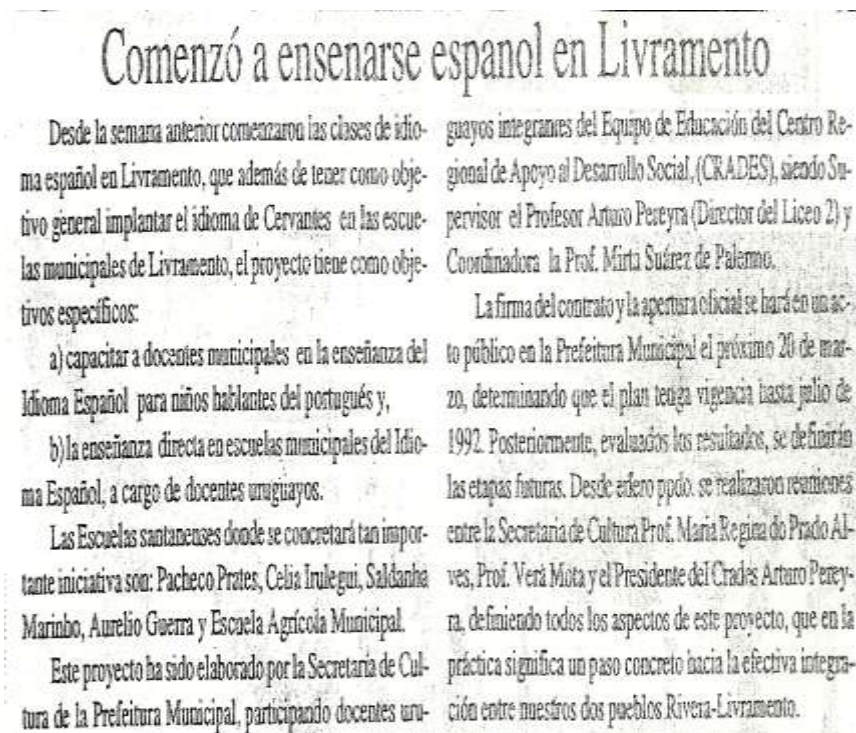 Comenzó a ensenarse espanol en Livramento
Desde la semana anterior comenzaron las clases de idio-
ma español en Livramento, que además de tener como obje-
tivo general implantar el idioma de Cervantes en las escue-
las municipales de Livramento, el proyecto tiene como obje-
tivos específicos:
a) capacitar a docentes municipales en la enseñanza del
Idioma Español para niños hablantes del portugués y,
b) la enseñanza directa en escuelas municipales del Idio-
ma Español, a cargo de docentes uruguayos.
Las Escuelas santanenses donde se concretará tan impor-
tante iniciativa son: Pacheco Prates, Celia Irulegui, Saldanha
Marinho, Aurelio Guerra y Escuela Agrícola Municipal.
Este proyecto ha sido elaborado por la Secretaria de Cul-
tura de la Prefeitura Municipal, participando docentes uru-
guayos integrantes del Equipo de Educación del Centro Re-
gional de Apoyo al Desarrollo Social, (CRADES), siendo Su-
pervisor el Profesor Arturo Pereyra (Director del Liceo 2) y
Coordinadora la Prof. Mirta Suárez de Palermo.
La firma del contrato y la apertura oficial se hará en un ac-
to público en la Prefeitura Municipal el próximo 20 de mar-
zo, determinando que el plan tenga vigencia hasta julio de
1992. Posteriormente, evaluados los resultados, se definirán
las etapas futuras. Desde enero ppdo. se realizaron reuniones
entre la Secretaria de Cultura Prof. Maria Regina do Prado Al-
ves, Prof. Vera Mota y el Presidente del Crades Arturo Perey-
ra, definiendo todos los aspectos de este proyecto, que en la
práctica significa un paso concreto hacia la efectiva integra-
ción entre nuestros dos pueblos Rivera-Livramento.